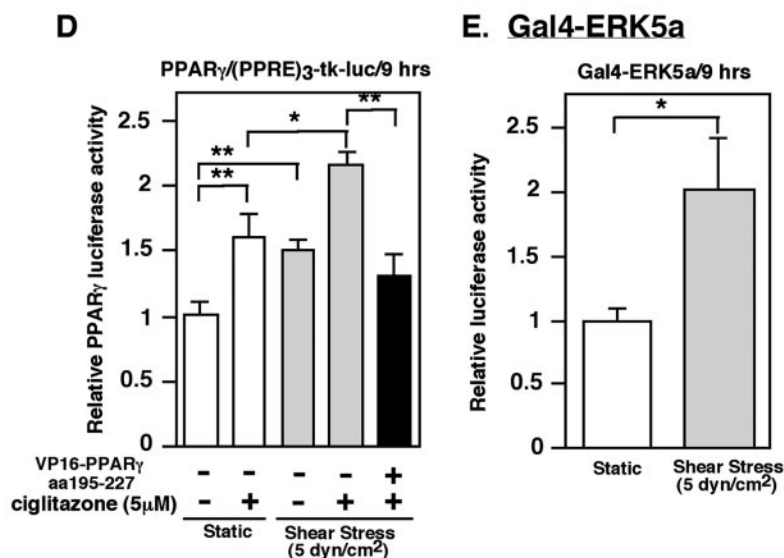 D
PPARγ/(PPRE)3-tk-luc/9 hrs
Relative PPARγ luciferase activity
2.5
2
1.5
1
0.5
0
**
*
**
**
VP16-PPARγ
aa195-227
- - - - +
ciglitazone (5μM) - + - + +
Static
Shear Stress
(5 dyn/cm2)
E. Gal4-ERK5a
Gal4-ERK5a/9 hrs
Relative luciferase activity
2.5
2
1.5
1
0.5
0
*
Static
Shear Stress
(5 dyn/cm2)